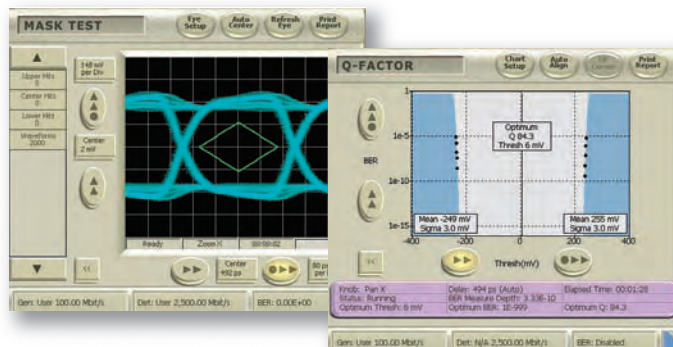 MASK TEST
Eye Setup
Auto Center
Refresh Eye
Print Report
Upper Hits
0
Center Hits
0
Lower Hits
0
Waveforms
2000
148 mV per Div
Center
2 mV
Ready
Zoom X
00:00:02
Center
492 ps
Gen: User 100.00 Mbit/s
Det: User 2,500.00 Mbit/s
BER: 0.00E+00
Q-FACTOR
Chart Setup
Auto Align
Print Report
1
1e-5
BER
1e-10
1e-15
Optimum
Q 84.3
Thresh 6 mV
Mean -249 mV
Sigma 3.0 mV
Mean 255 mV
Sigma 3.0 mV
-400
-200
0
200
400
Thresh(mV)
Knob: Pan X
Delay: 494 ps (Auto)
Elapsed Time: 00:01:28
Status: Running
BER Measure Depth: 3.33E-10
Optimum Thresh: 6 mV
Optimum BER: 1E-999
Optimum Q: 84.3
Gen: User 100.00 Mbit/s
Det: N/A 2,500.00 Mbit/s
BER: Disabled